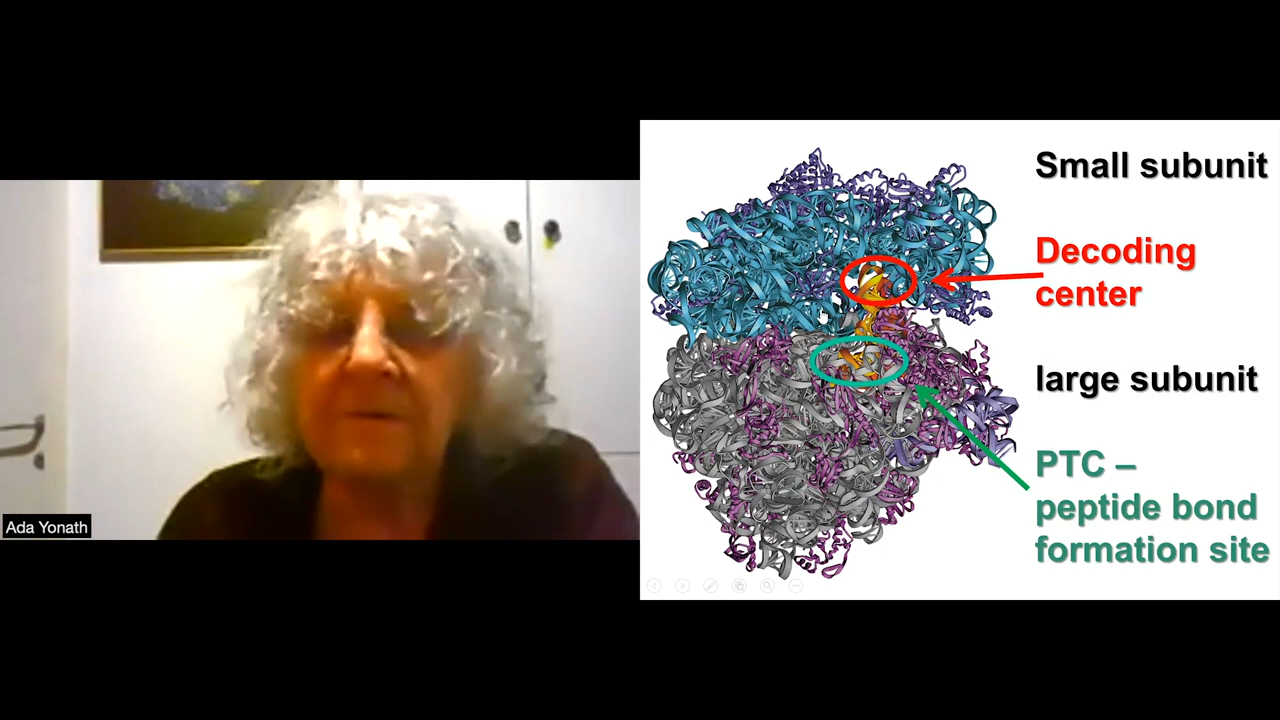 Ada Yonath
Small subunit
Decoding
center
large subunit
PTC –
peptide bond
formation site